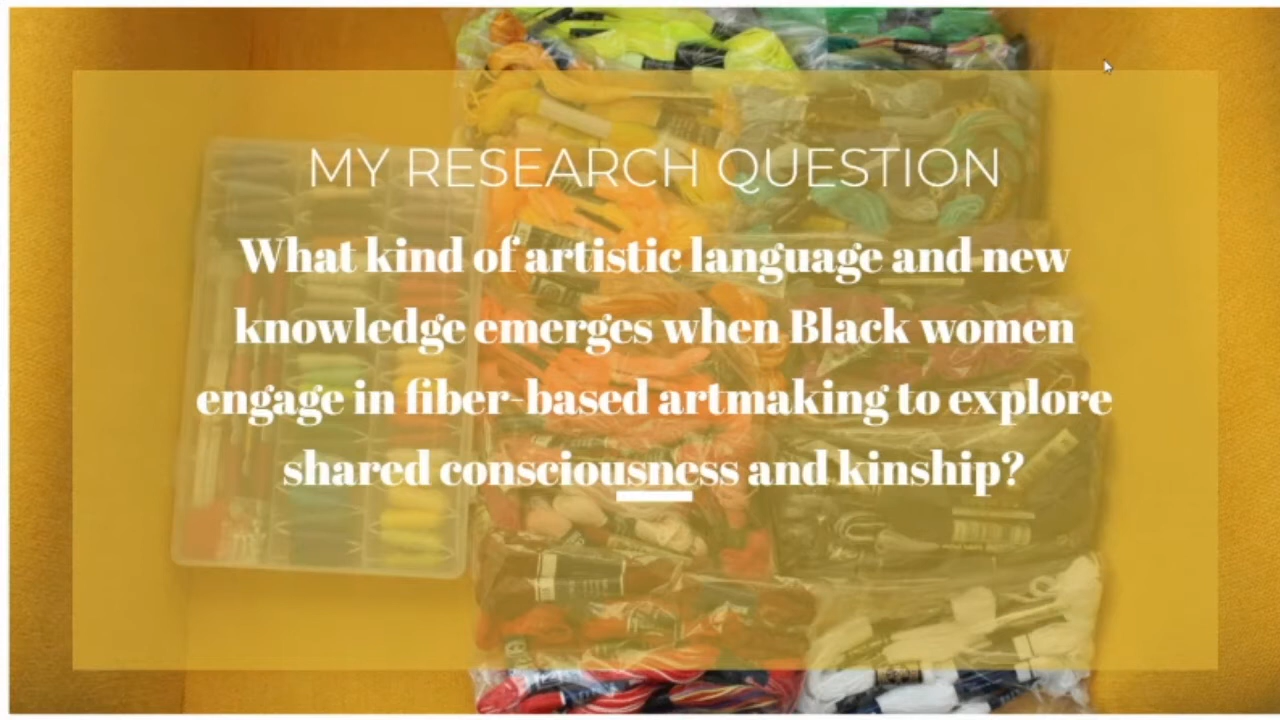 MY RESEARCH QUESTION
What kind of artistic language and new
knowledge emerges when Black women
engage in fiber-based artmaking to explore
shared consciousness and kinship?